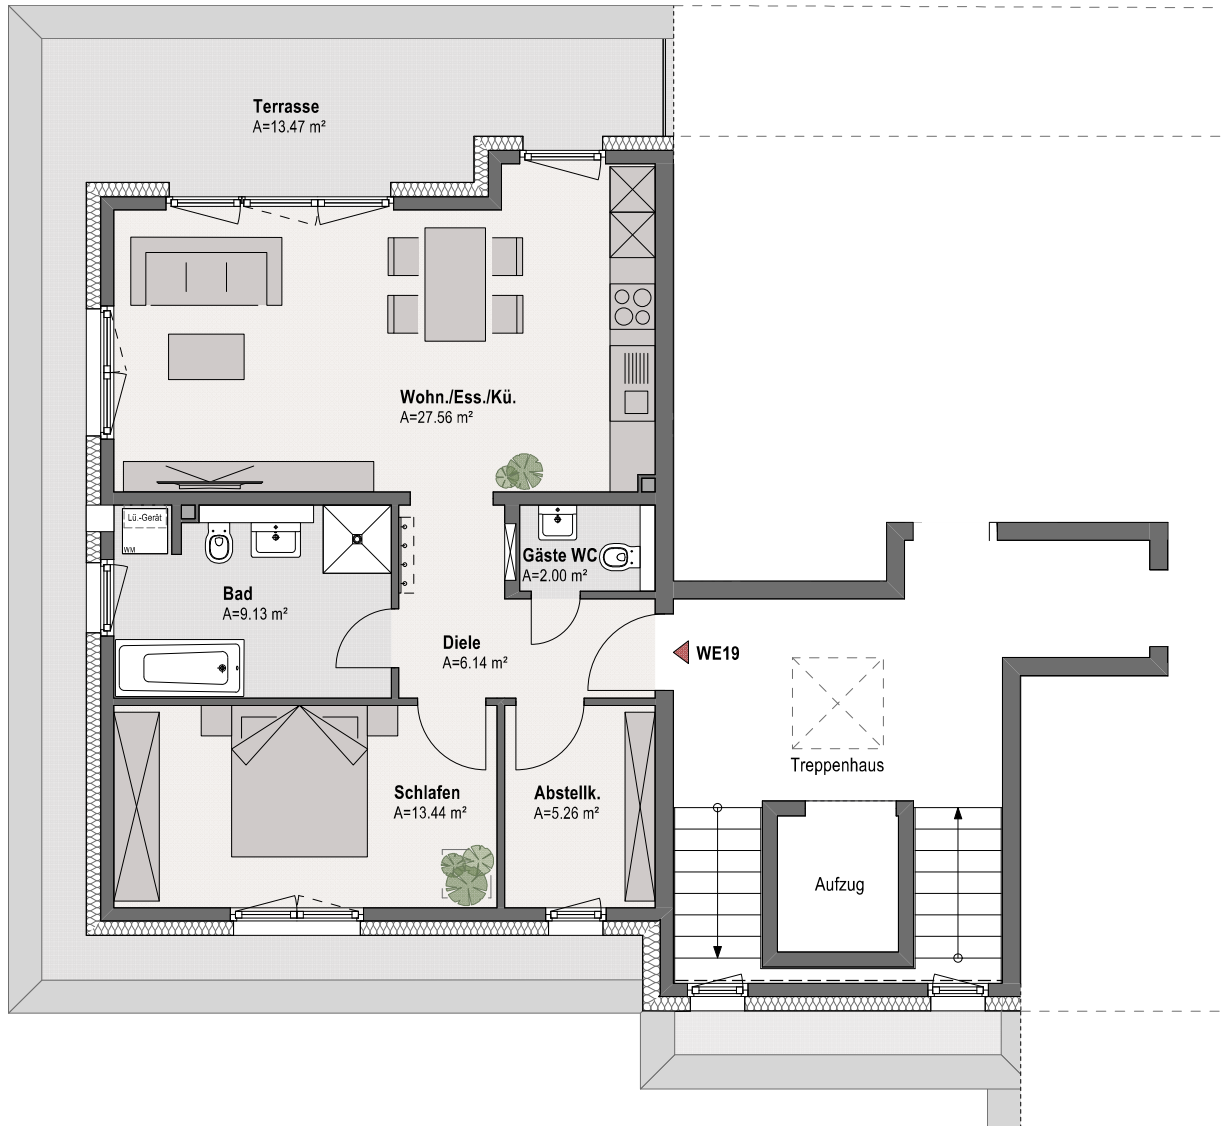 Terrasse
A=13.47 m²
Wohn./Ess./Kü.
A=27.56 m²
Lü.-Gerät
WM
Gäste WC
A=2.00 m²
Bad
A=9.13 m²
Diele
A=6.14 m²
WE19
Treppenhaus
Schlafen
A=13.44 m²
Abstellk.
A=5.26 m²
Aufzug